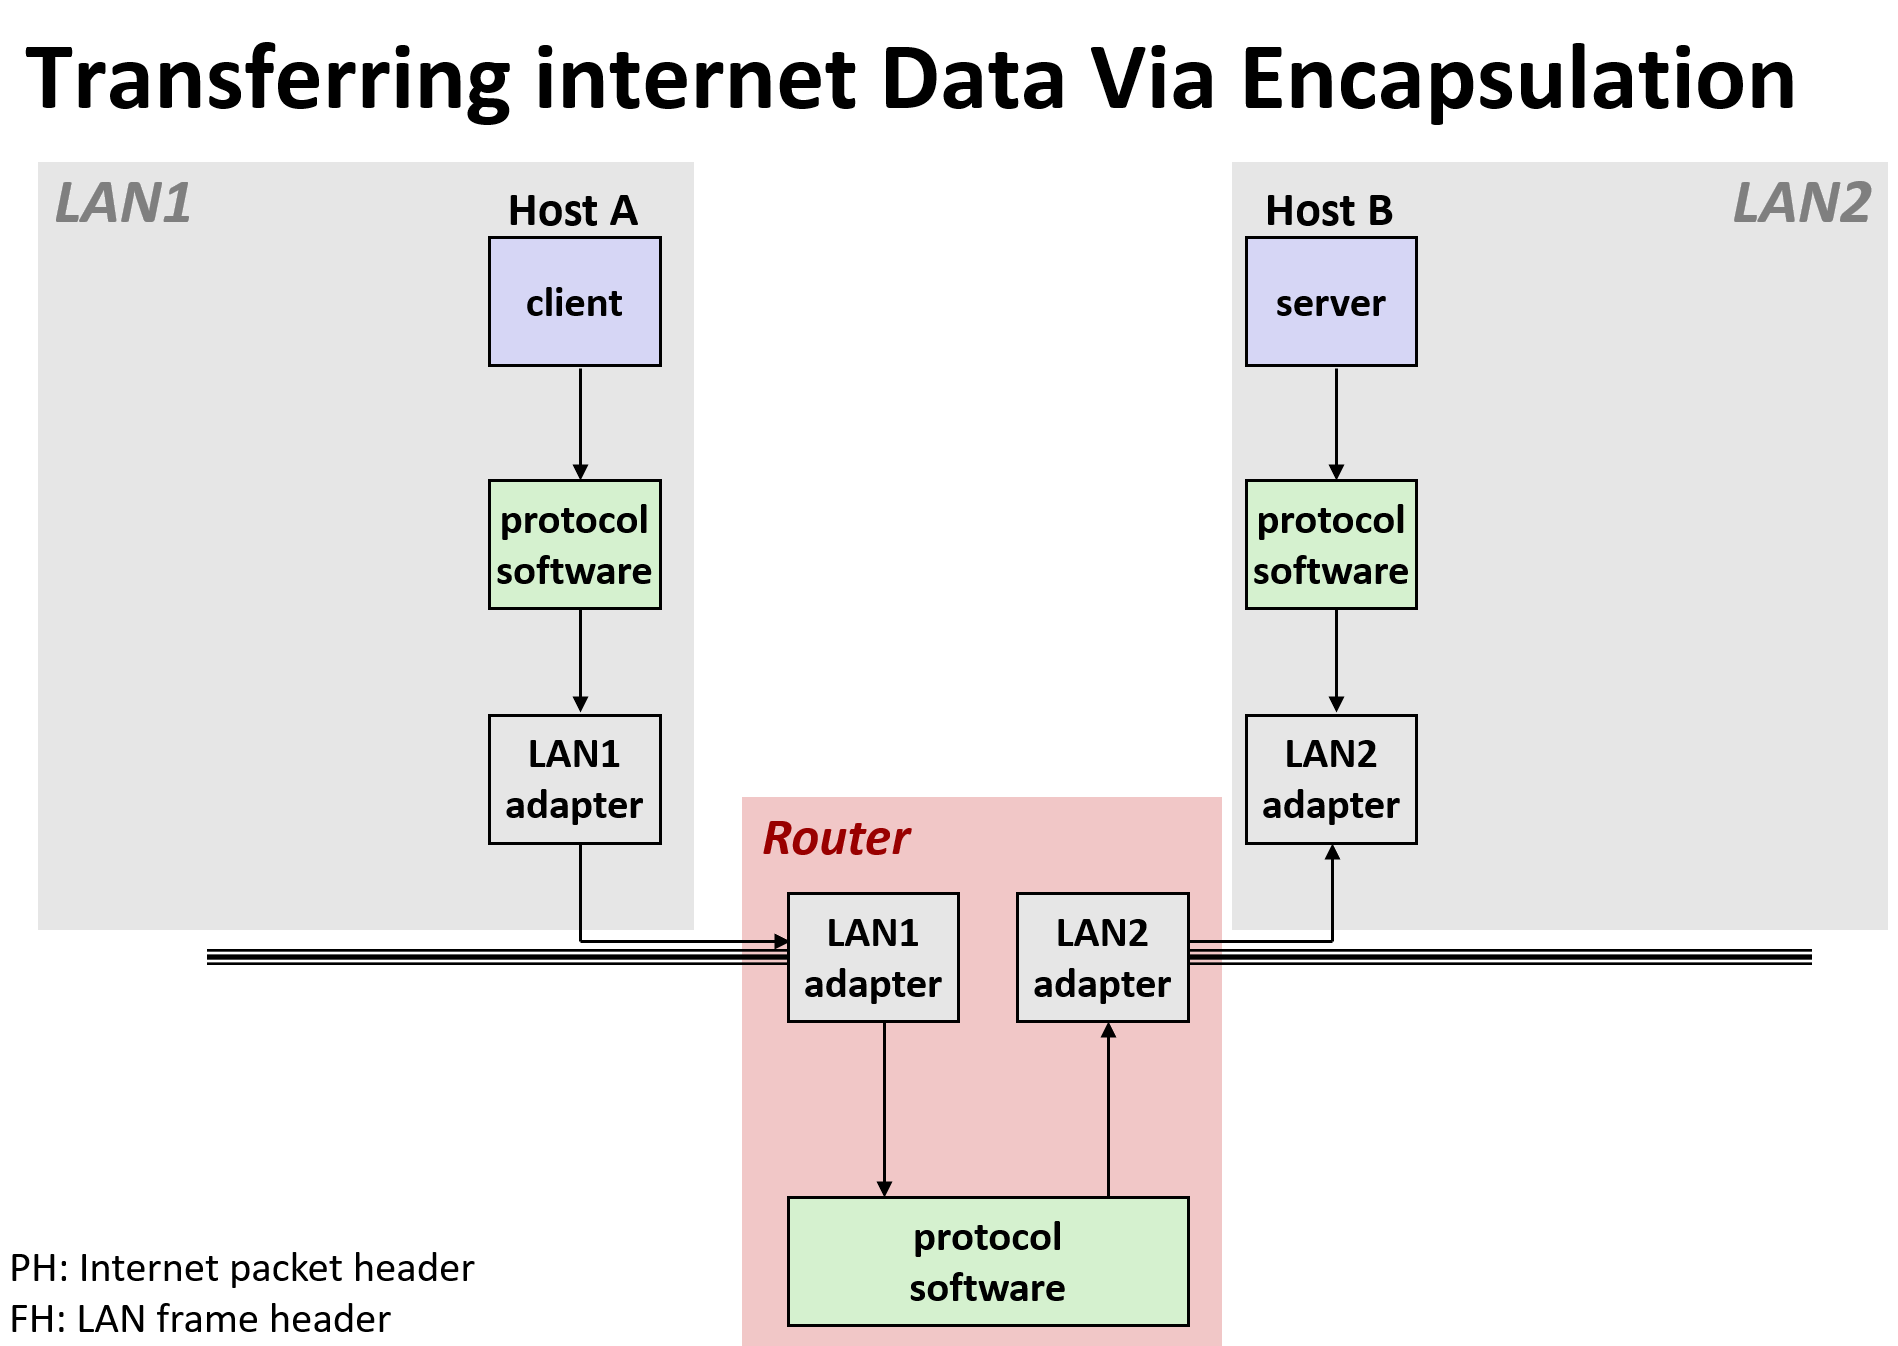 Transferring internet Data Via Encapsulation
LAN1
Host A
client
protocol
software
LAN1
adapter
LAN2
Host B
server
protocol
software
LAN2
adapter
Router
LAN1
adapter
LAN2
adapter
protocol
software
PH: Internet packet header
FH: LAN frame header